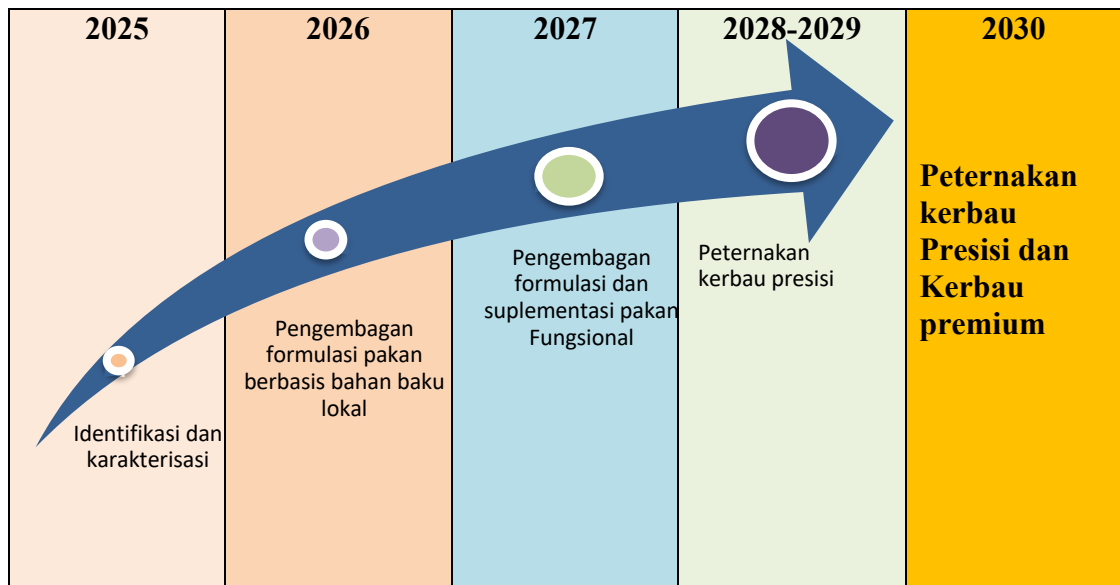 2025
2026
2027
2028-2029
2030
Identifikasi dan
karakterisasi
Pengembagan
formulasi pakan
berbasis bahan baku
lokal
Pengembagan
formulasi dan
suplementasi pakan
Fungsional
Peternakan
kerbau presisi
Peternakan
kerbau
Presisi dan
Kerbau
premium